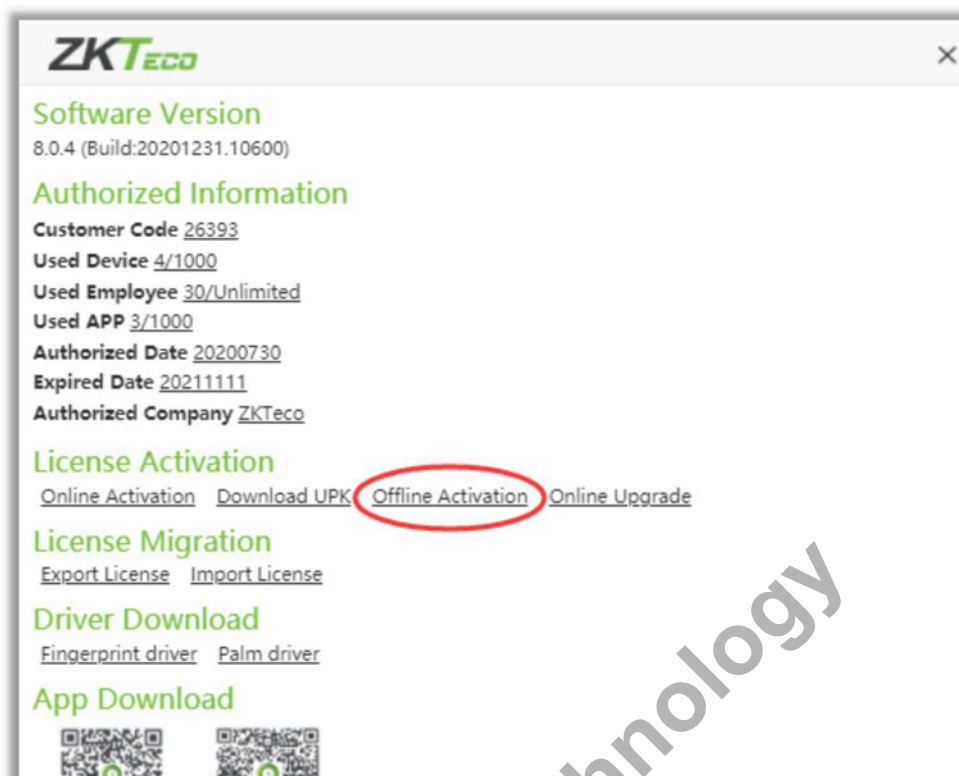 ZKTECO
Software Version
8.0.4 (Build:20201231.10600)
Authorized Information
Customer Code 26393
Used Device 4/1000
Used Employee 30/Unlimited
Used APP 3/1000
Authorized Date 20200730
Expired Date 20211111
Authorized Company ZKTeco
License Activation
Online Activation Download UPK Offline Activation Online Upgrade
License Migration
Export License Import License
Driver Download
Fingerprint driver Palm driver
App Download